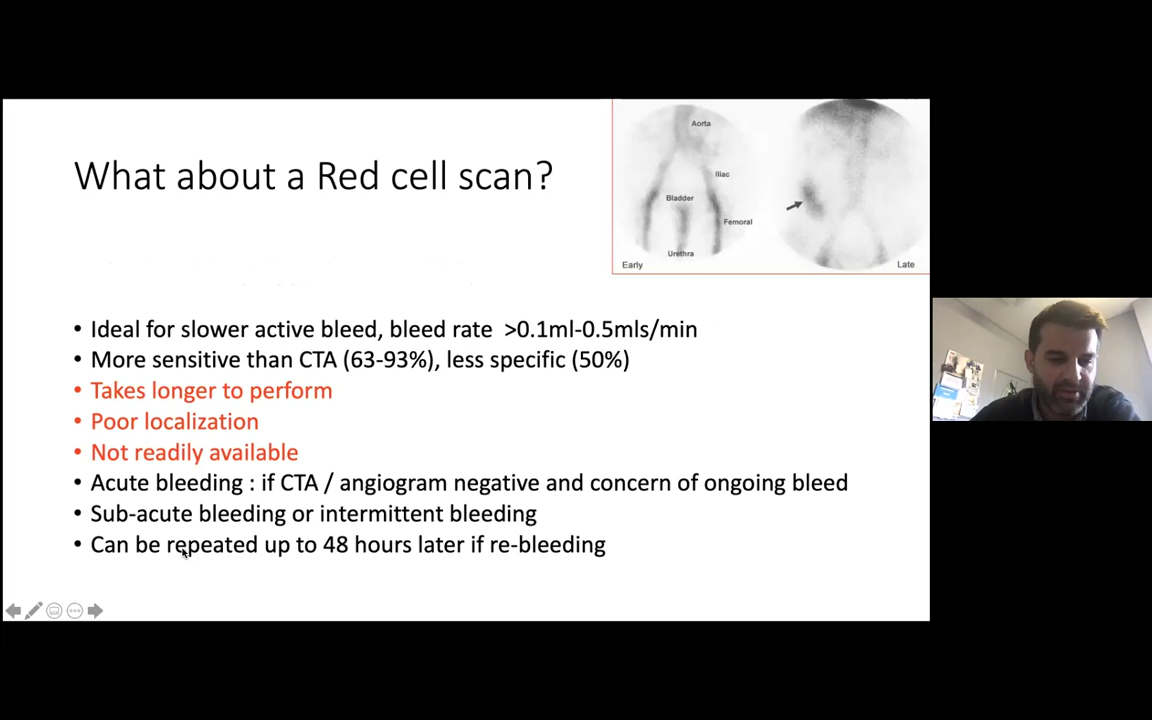 What about a Red cell scan?
Aorta
Iliac
Bladder
Femoral
Urethra
Early
Late
• Ideal for slower active bleed, bleed rate  >0.1ml-0.5mls/min
• More sensitive than CTA (63-93%), less specific (50%)
• Takes longer to perform
• Poor localization
• Not readily available
• Acute bleeding : if CTA / angiogram negative and concern of ongoing bleed
• Sub-acute bleeding or intermittent bleeding
• Can be repeated up to 48 hours later if re-bleeding